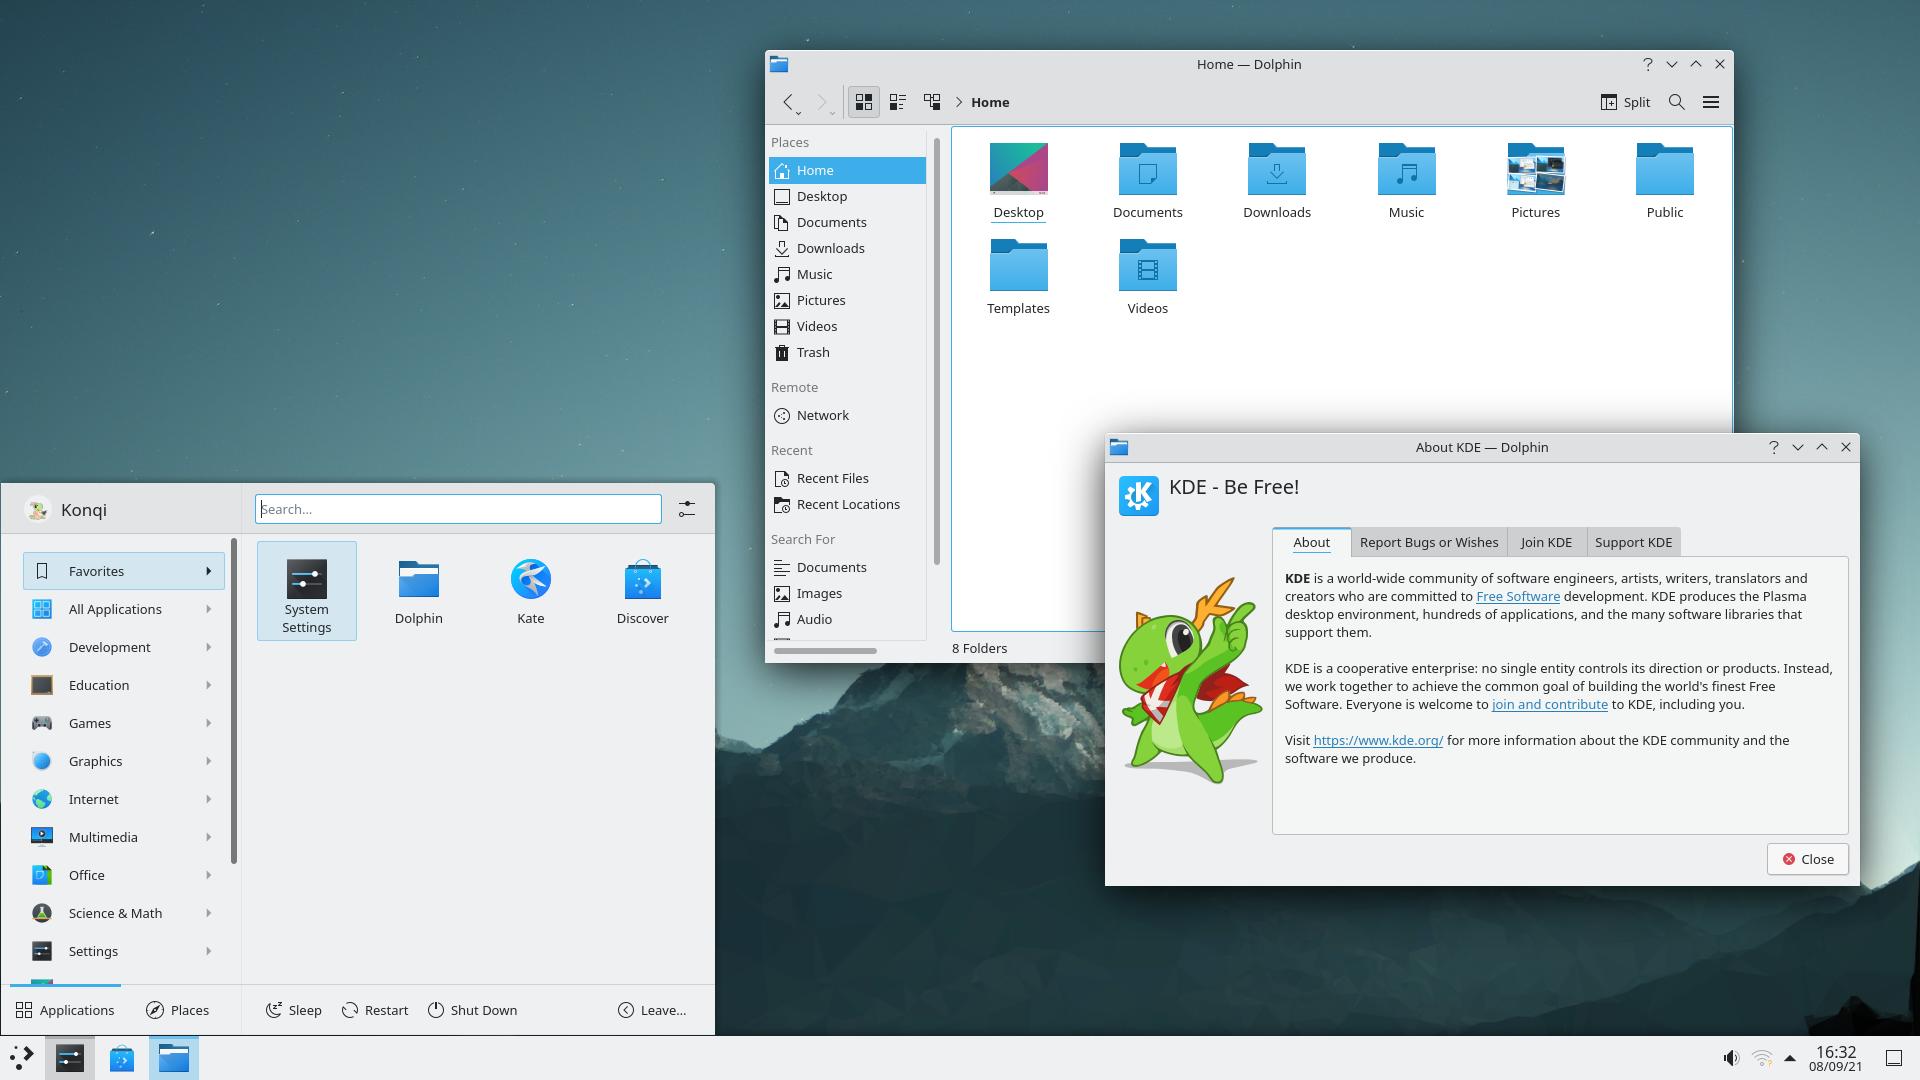 Home — Dolphin
Home
Split
Places
Home
Desktop
Documents
Downloads
Music
Pictures
Videos
Trash
Remote
Network
Recent
Recent Files
Recent Locations
Search For
Documents
Images
Audio
Desktop
Documents
Downloads
Music
Pictures
Public
Templates
Videos
8 Folders
About KDE — Dolphin
KDE - Be Free!
About
Report Bugs or Wishes
Join KDE
Support KDE
KDE is a world-wide community of software engineers, artists, writers, translators and
creators who are committed to Free Software development. KDE produces the Plasma
desktop environment, hundreds of applications, and the many software libraries that
support them.
KDE is a cooperative enterprise: no single entity controls its direction or products. Instead,
we work together to achieve the common goal of building the world's finest Free
Software. Everyone is welcome to join and contribute to KDE, including you.
Visit https://www.kde.org/ for more information about the KDE community and the
software we produce.
Close
Konqi
Search...
Favorites
All Applications
Development
Education
Games
Graphics
Internet
Multimedia
Office
Science & Math
Settings
System
Settings
Dolphin
Kate
Discover
Applications
Places
Sleep
Restart
Shut Down
Leave...
16:32
08/09/21